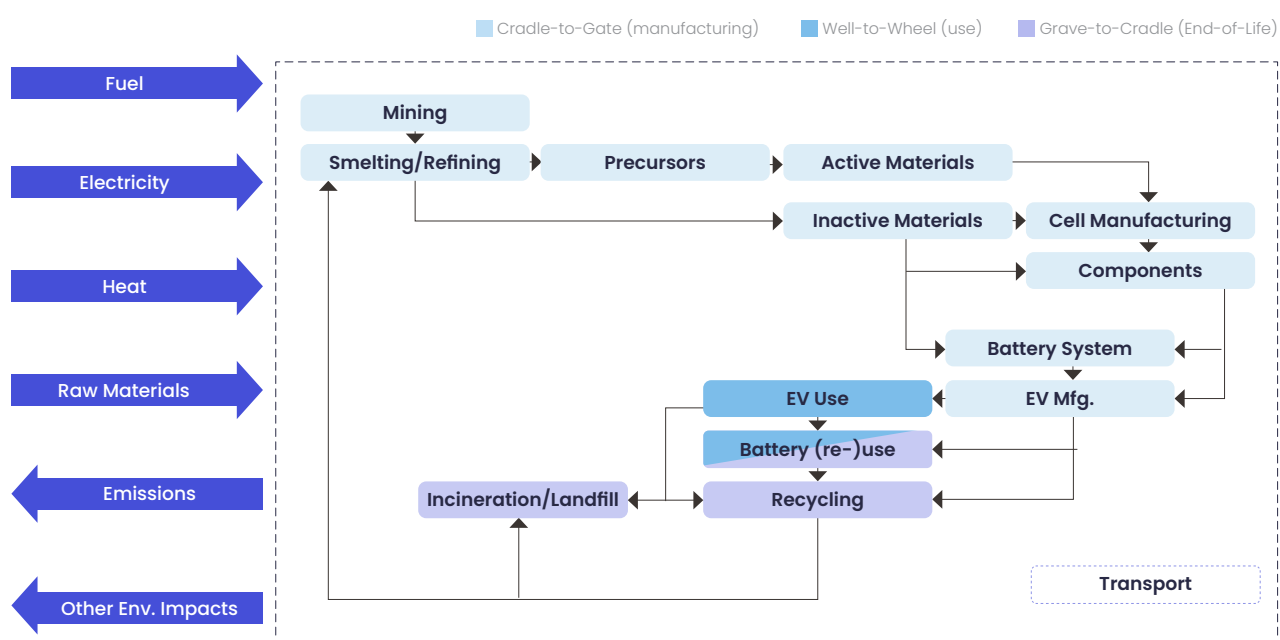 Cradle-to-Gate (manufacturing)
Well-to-Wheel (use)
Grave-to-Cradle (End-of-Life)
Fuel
Electricity
Heat
Raw Materials
Emissions
Other Env. Impacts
Mining
Smelting/Refining
Precursors
Active Materials
Inactive Materials
Cell Manufacturing
Components
Battery System
EV Use
EV Mfg.
Battery (re-)use
Incineration/Landfill
Recycling
Transport